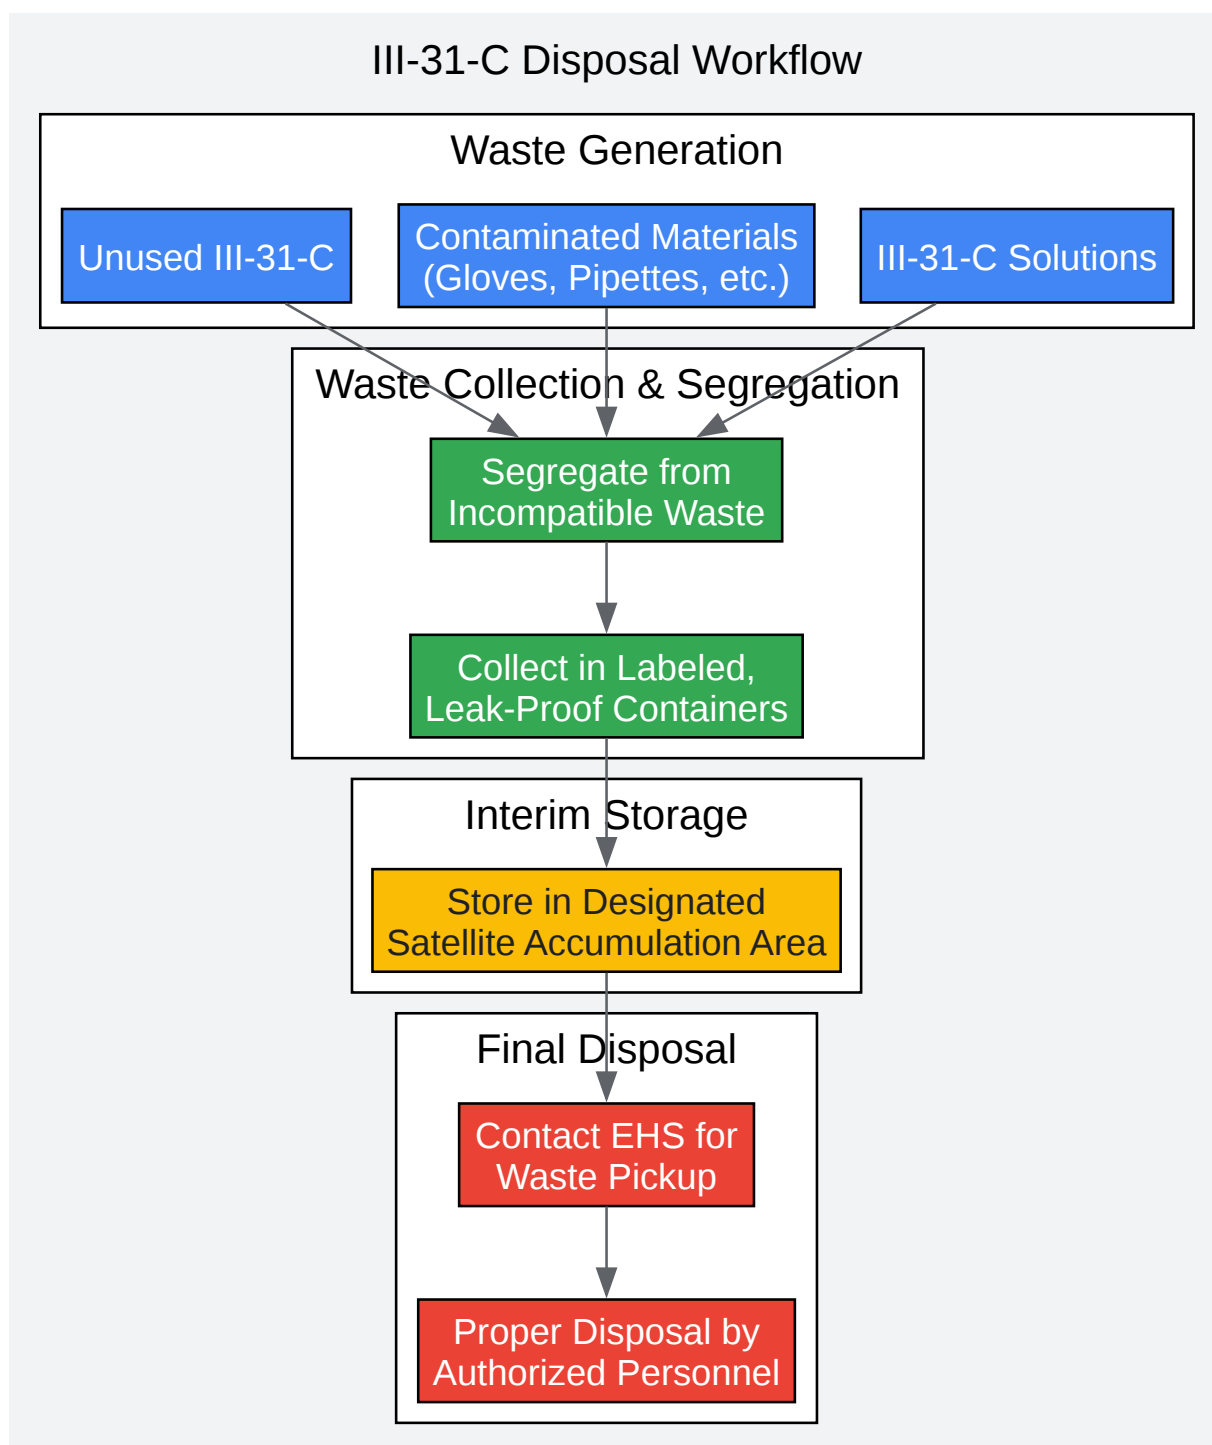 III-31-C Disposal Workflow
Waste Generation
Unused III-31-C
Contaminated Materials
(Gloves, Pipettes, etc.)
III-31-C Solutions
Waste Collection & Segregation
Segregate from
Incompatible Waste
Collect in Labeled,
Leak-Proof Containers
Interim Storage
Store in Designated
Satellite Accumulation Area
Final Disposal
Contact EHS for
Waste Pickup
Proper Disposal by
Authorized Personnel